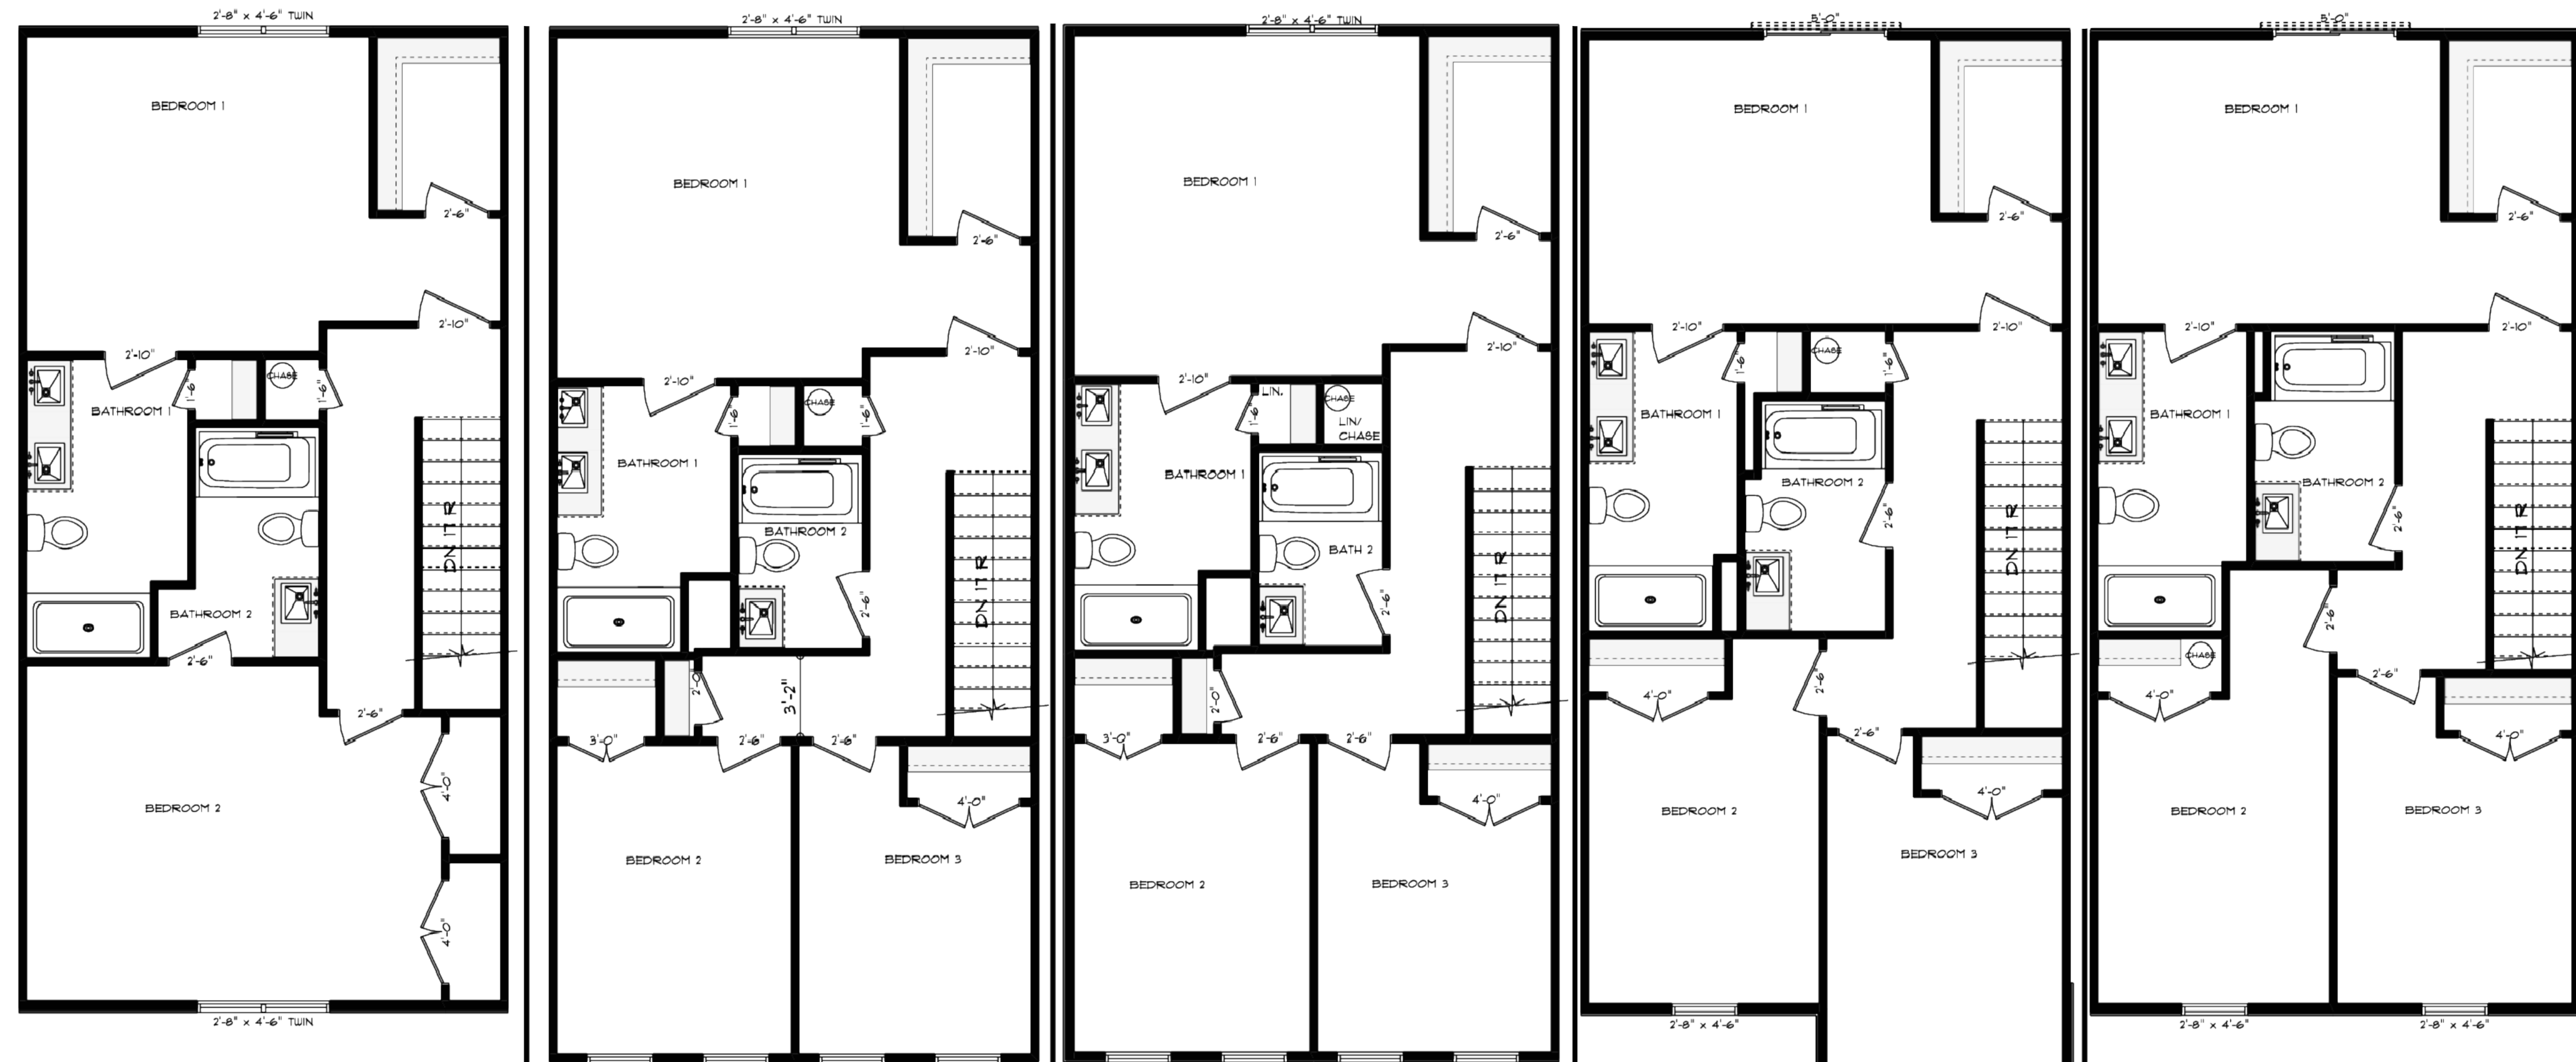 2'-8" x 4'-6" TWIN
BEDROOM 1
2'-6"
2'-10"
2'-10"
1'-6"
CHASE
1'-6"
BATHROOM 1
DN 17 R
BATHROOM 2
2'-6"
2'-6"
4'-0"
BEDROOM 2
4'-0"
2'-8" x 4'-6" TWIN
2'-8" x 4'-6" TWIN
BEDROOM 1
2'-6"
2'-10"
2'-10"
1'-6"
CHASE
1'-6"
BATHROOM 1
BATHROOM 2
DN 17 R
2'-6"
2'-0"
3'-2"
3'-0"
2'-6"
2'-6"
4'-0"
BEDROOM 2
BEDROOM 3
2'-8" x 4'-6" TWIN
BEDROOM 1
2'-6"
2'-10"
2'-10"
LIN.
1'-6"
CHASE
LIN/
CHASE
BATHROOM 1
BATH 2
DN 17 R
2'-6"
2'-0"
3'-0"
2'-6"
2'-6"
4'-0"
BEDROOM 2
BEDROOM 3
5'-0"
BEDROOM 1
2'-6"
2'-10"
2'-10"
1'-6"
CHASE
1'-6"
BATHROOM 1
BATHROOM 2
2'-6"
DN 17 R
4'-0"
2'-6"
2'-6"
4'-0"
BEDROOM 2
BEDROOM 3
2'-8" x 4'-6"
5'-0"
BEDROOM 1
2'-6"
2'-10"
2'-10"
BATHROOM 1
BATHROOM 2
2'-6"
DN 17 R
2'-6"
CHASE
4'-0"
2'-6"
4'-0"
BEDROOM 2
BEDROOM 3
2'-8" x 4'-6"
2'-8" x 4'-6"